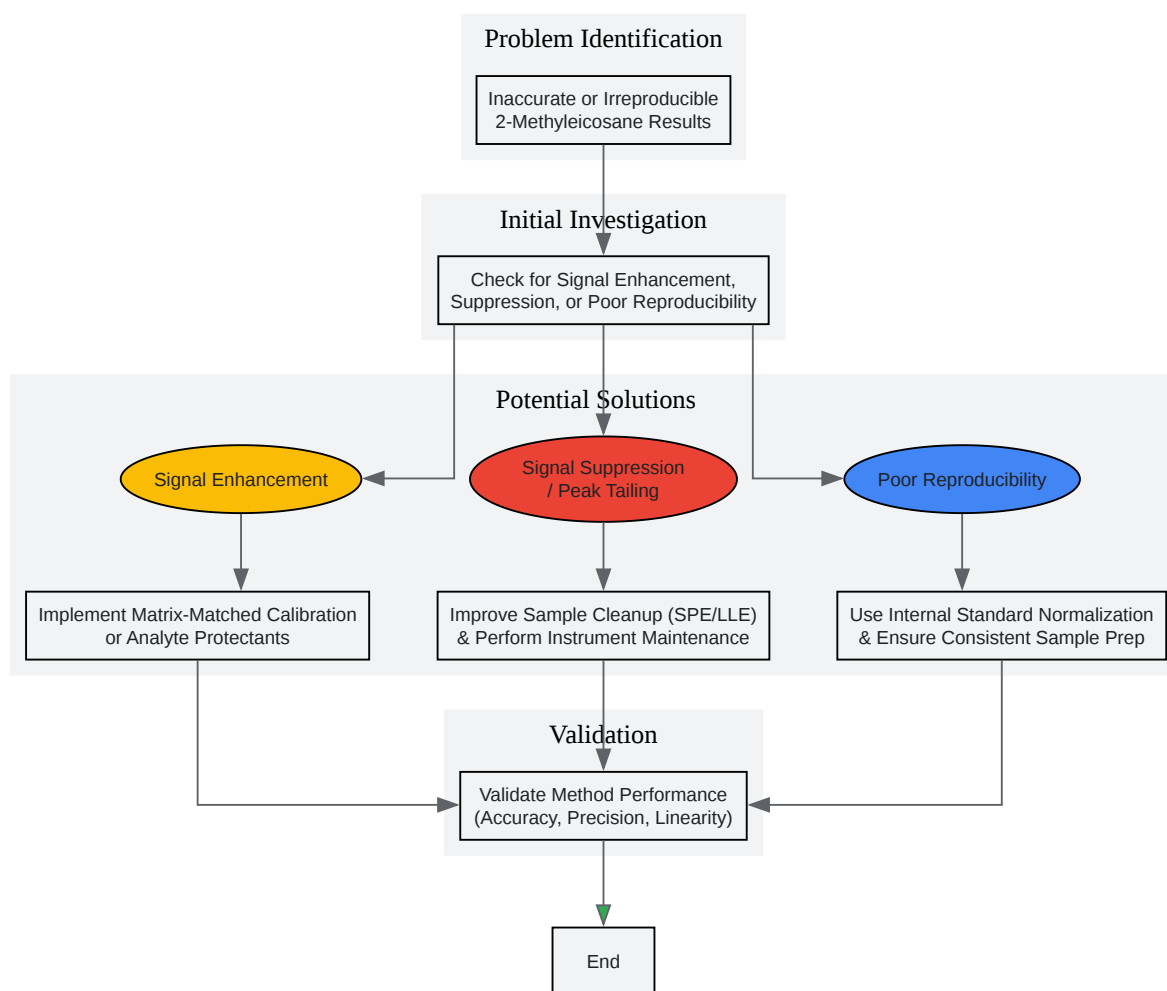 Problem Identification
Inaccurate or Irreproducible
2-Methyleicosane Results
Initial Investigation
Check for Signal Enhancement,
Suppression, or Poor Reproducibility
Potential Solutions
Signal Enhancement
Signal Suppression
/ Peak Tailing
Poor Reproducibility
Implement Matrix-Matched Calibration
or Analyte Protectants
Improve Sample Cleanup (SPE/LLE)
& Perform Instrument Maintenance
Use Internal Standard Normalization
& Ensure Consistent Sample Prep
Validation
Validate Method Performance
(Accuracy, Precision, Linearity)
End